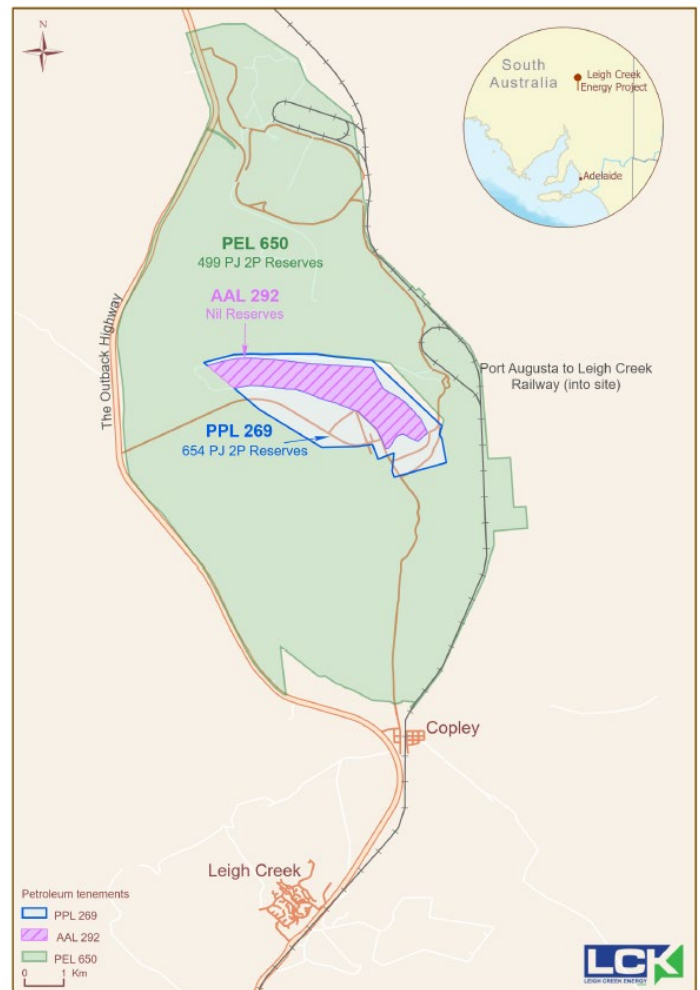 N
South
Australia
Leigh Creek
Energy Project
Adelaide
PEL 650
499 PJ 2P Reserves
AAL 292
Nil Reserves
The Outback Highway
Port Augusta to Leigh Creek
Railway (into site)
PPL 269
654 PJ 2P Reserves
Copley
Leigh Creek
Petroleum tenements
PPL 269
AAL 292
PEL 650
0 1 Km
LCK
LEIGH CREEK ENERGY